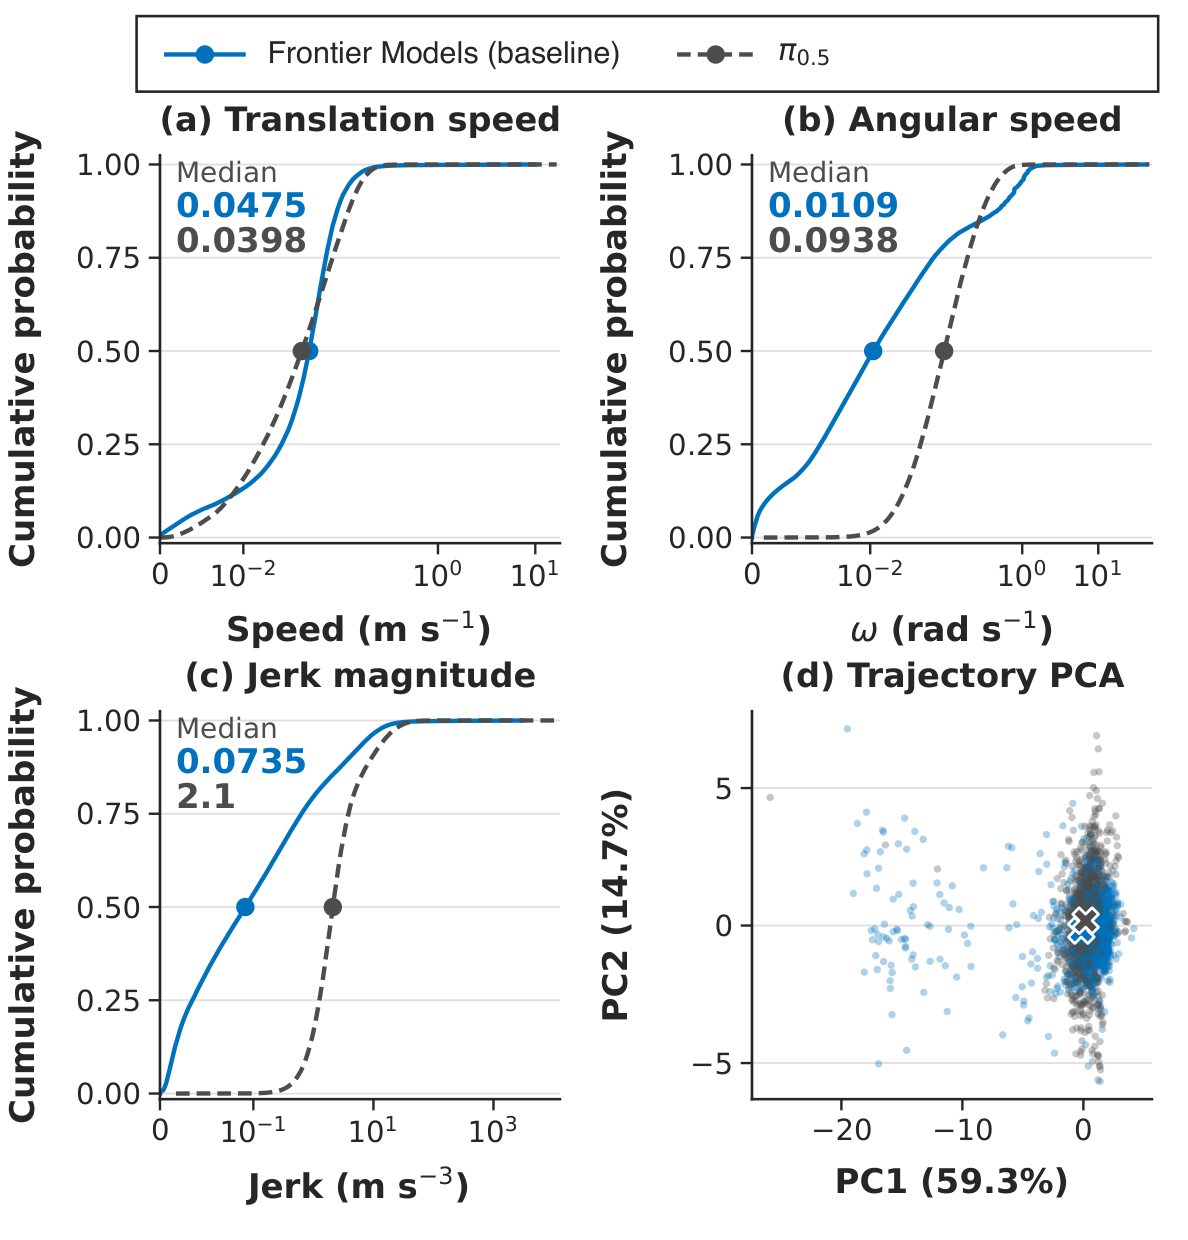 Frontier Models (baseline) π₀.₅
(a) Translation speed
Cumulative probability
1.00
0.75
0.50
0.25
0.00
Median
0.0475
0.0398
0 10⁻² 10⁰ 10¹
Speed (m s⁻¹)
(b) Angular speed
Cumulative probability
1.00
0.75
0.50
0.25
0.00
Median
0.0109
0.0938
0 10⁻² 10⁰ 10¹
ω (rad s⁻¹)
(c) Jerk magnitude
Cumulative probability
1.00
0.75
0.50
0.25
0.00
Median
0.0735
2.1
0 10⁻¹ 10¹ 10³
Jerk (m s⁻³)
(d) Trajectory PCA
PC2 (14.7%)
5
0
−5
−20 −10 0
PC1 (59.3%)